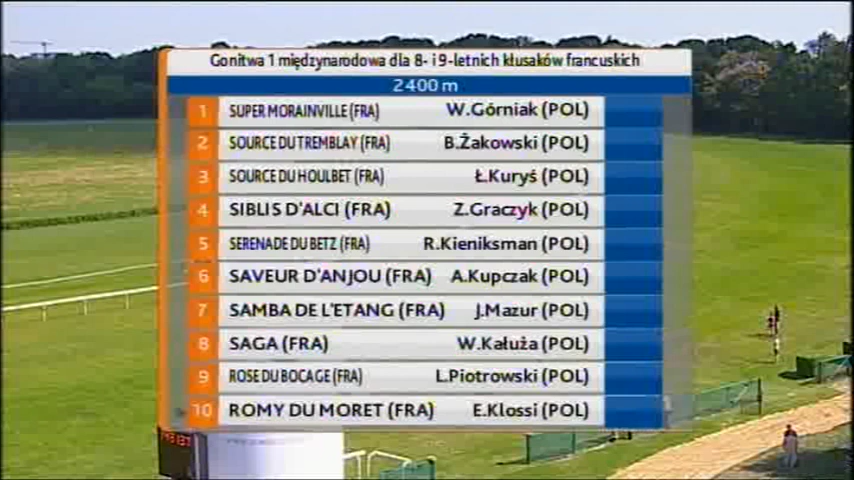 Gonitwa 1 międzynarodowa dla 8- i 9-letnich kłusaków francuskich
2400 m
1 SUPER MORAINVILLE (FRA) W.Górniak (POL)
2 SOURCE DU TREMBLAY (FRA) B.Żakowski (POL)
3 SOURCE DU HOULBET (FRA) Ł.Kuryś (POL)
4 SIBLIS D'ALCI (FRA) Z.Graczyk (POL)
5 SERENADE DU BETZ (FRA) R.Kieniksman (POL)
6 SAVEUR D'ANJOU (FRA) A.Kupczak (POL)
7 SAMBA DE L'ETANG (FRA) J.Mazur (POL)
8 SAGA (FRA) W.Kałuża (POL)
9 ROSE DU BOCAGE (FRA) L.Piotrowski (POL)
10 ROMY DU MORET (FRA) E.Klossi (POL)